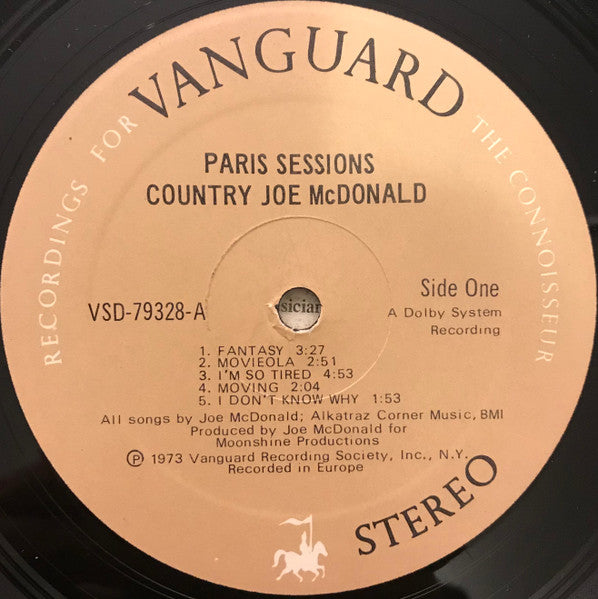 RECORDINGS FOR VANGUARD THE CONNOISSEUR
PARIS SESSIONS
COUNTRY JOE McDONALD
VSD-79328-A
Side One
A Dolby System
Recording
1. FANTASY 3:27
2. MOVIEOLA 2:51
3. I'M SO TIRED 4:53
4. MOVING 2:04
5. I DON'T KNOW WHY 1:53
All songs by Joe McDonald; Alkatraz Corner Music, BMI
Produced by Joe McDonald for
Moonshine Productions
℗ 1973 Vanguard Recording Society, Inc., N.Y.
Recorded in Europe
STEREO